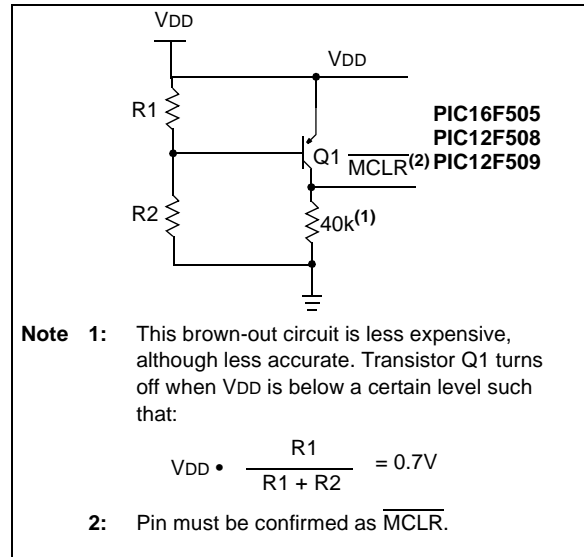 VDD
VDD
R1
PIC16F505
PIC12F508
Q1 MCLR(2) PIC12F509
R2
40k(1)
Note 1: This brown-out circuit is less expensive,
although less accurate. Transistor Q1 turns
off when VDD is below a certain level such
that:
VDD • R1 / R1 + R2 = 0.7V
2: Pin must be confirmed as MCLR.